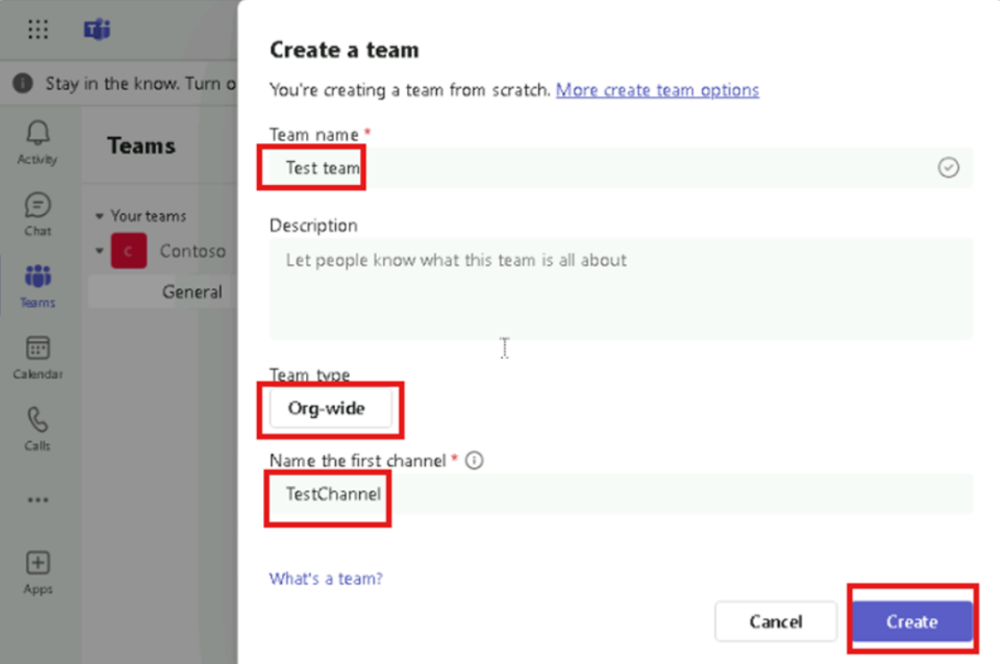 Create a team
You're creating a team from scratch. More create team options
Stay in the know. Turn o
Activity
Chat
Teams
Calendar
Calls
Apps
Teams
Your teams
C Contoso
General
Team name *
Test team
Description
Let people know what this team is all about
Team type
Org-wide
Name the first channel *
TestChannel
What's a team?
Cancel
Create